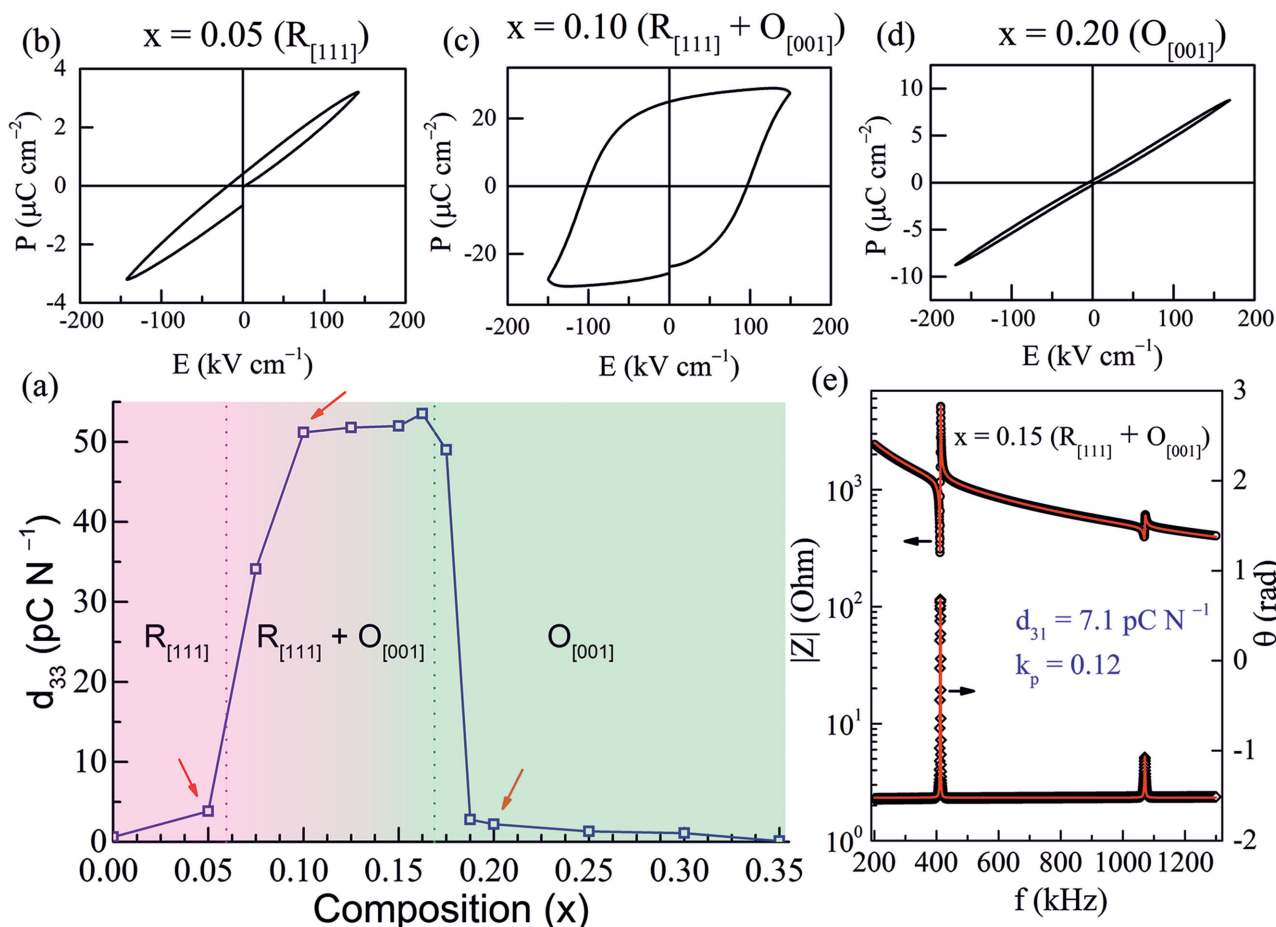 (b) x = 0.05 (R[111])
4
2
0
-2
-4
P (µC cm−2)
-200 -100 0 100 200
E (kV cm−1)
(c) x = 0.10 (R[111] + O[001])
20
0
-20
P (µC cm−2)
-200 -100 0 100 200
E (kV cm−1)
(d) x = 0.20 (O[001])
10
5
0
-5
-10
P (µC cm−2)
-200 -100 0 100 200
E (kV cm−1)
(a)
50
40
30
20
10
0
d33 (pC N −1)
R[111] R[111] + O[001] O[001]
0.00 0.05 0.10 0.15 0.20 0.25 0.30 0.35
Composition (x)
(e)
x = 0.15 (R[111] + O[001])
d31 = 7.1 pC N −1
kp = 0.12
103
102
101
100
|Z| (Ohm)
3
2
1
0
-1
-2
θ (rad)
200 400 600 800 1000 1200
f (kHz)